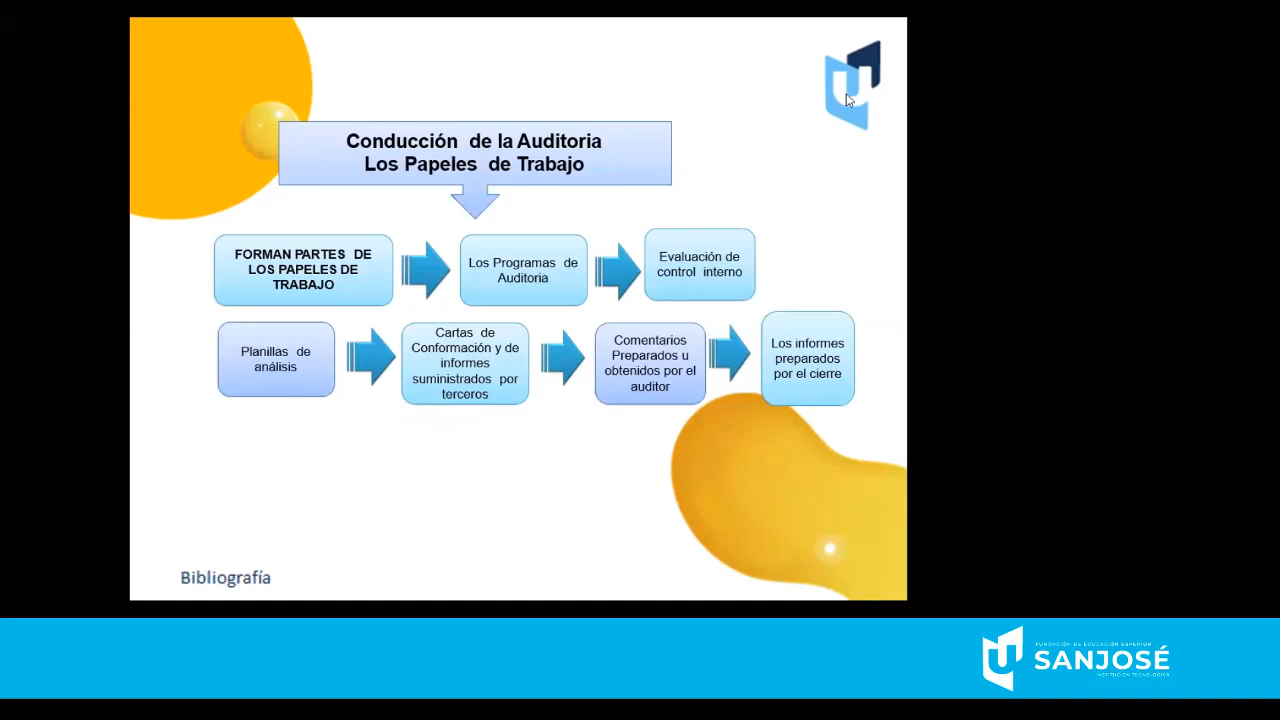 Conducción de la Auditoria
Los Papeles de Trabajo
FORMAN PARTES DE
LOS PAPELES DE
TRABAJO
Los Programas de
Auditoria
Evaluación de
control interno
Planillas de
análisis
Cartas de
Conformación y de
informes
suministrados por
terceros
Comentarios
Preparados u
obtenidos por el
auditor
Los informes
preparados
por el cierre
Bibliografía
FUNDACIÓN DE EDUCACIÓN SUPERIOR
SANJOSÉ
INSTITUCIÓN TECNOLÓGICA